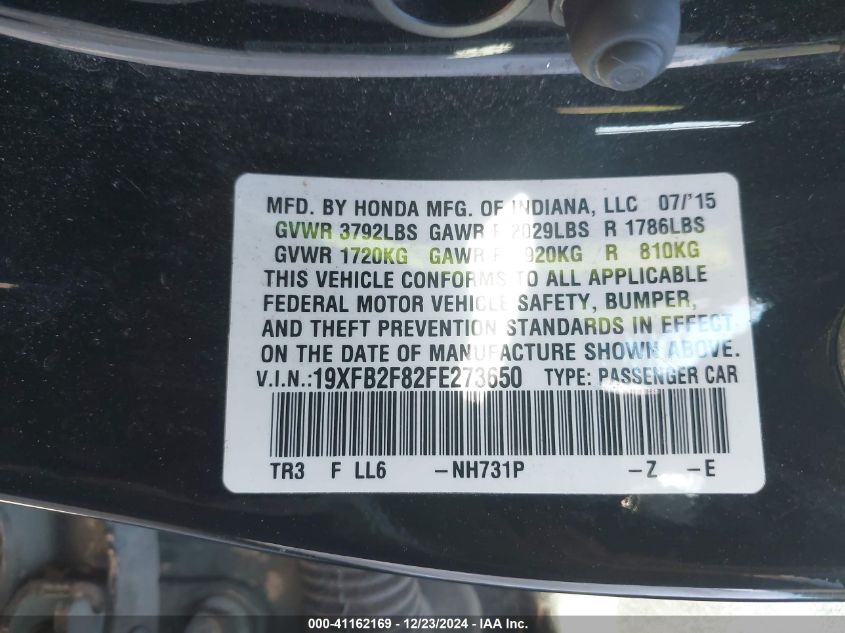 MFD. BY HONDA MFG. OF INDIANA, LLC 07/'15
GVWR 3792LBS GAWR F 2029LBS R 1786LBS
GVWR 1720KG GAWR F 920KG R 810KG
THIS VEHICLE CONFORMS TO ALL APPLICABLE
FEDERAL MOTOR VEHICLE SAFETY, BUMPER,
AND THEFT PREVENTION STANDARDS IN EFFECT
ON THE DATE OF MANUFACTURE SHOWN ABOVE.
V.I.N.:19XFB2F82FE273650 TYPE: PASSENGER CAR
TR3 F LL6 -NH731P -Z -E
000-41162169 - 12/23/2024 - IAA Inc.